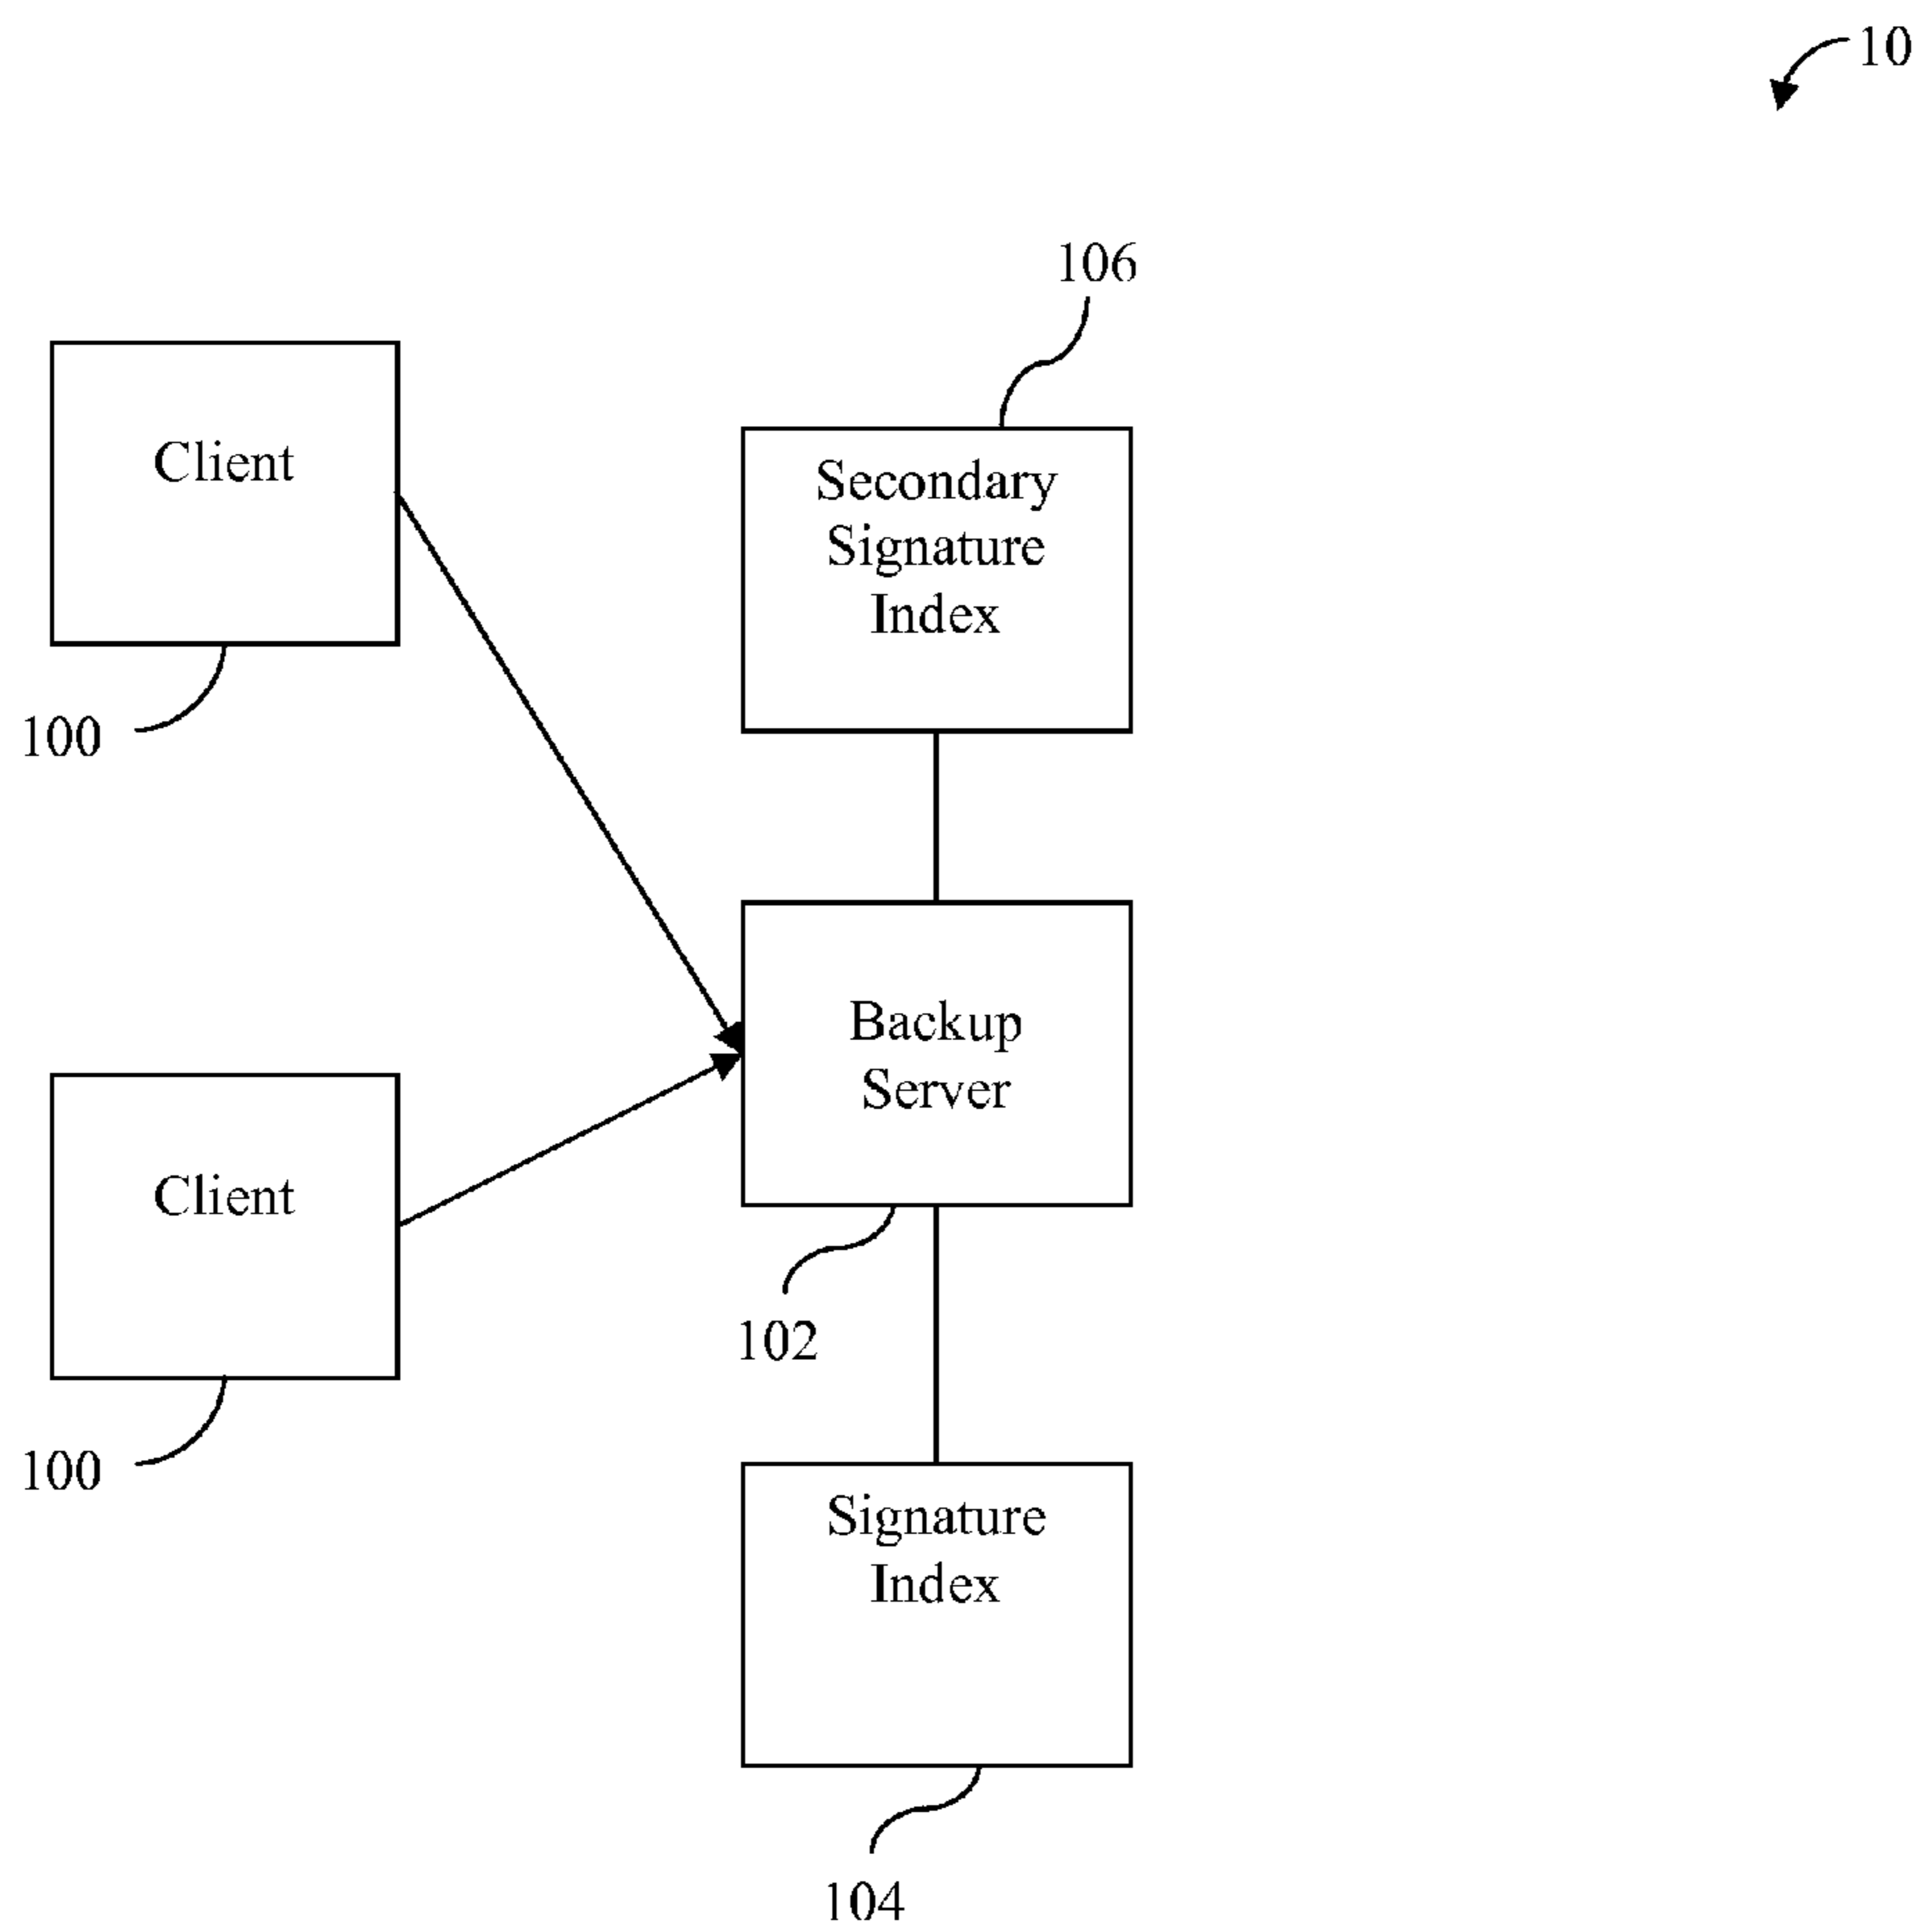 10
106
Client
Secondary
Signature
Index
100
Backup
Server
Client
102
100
Signature
Index
104